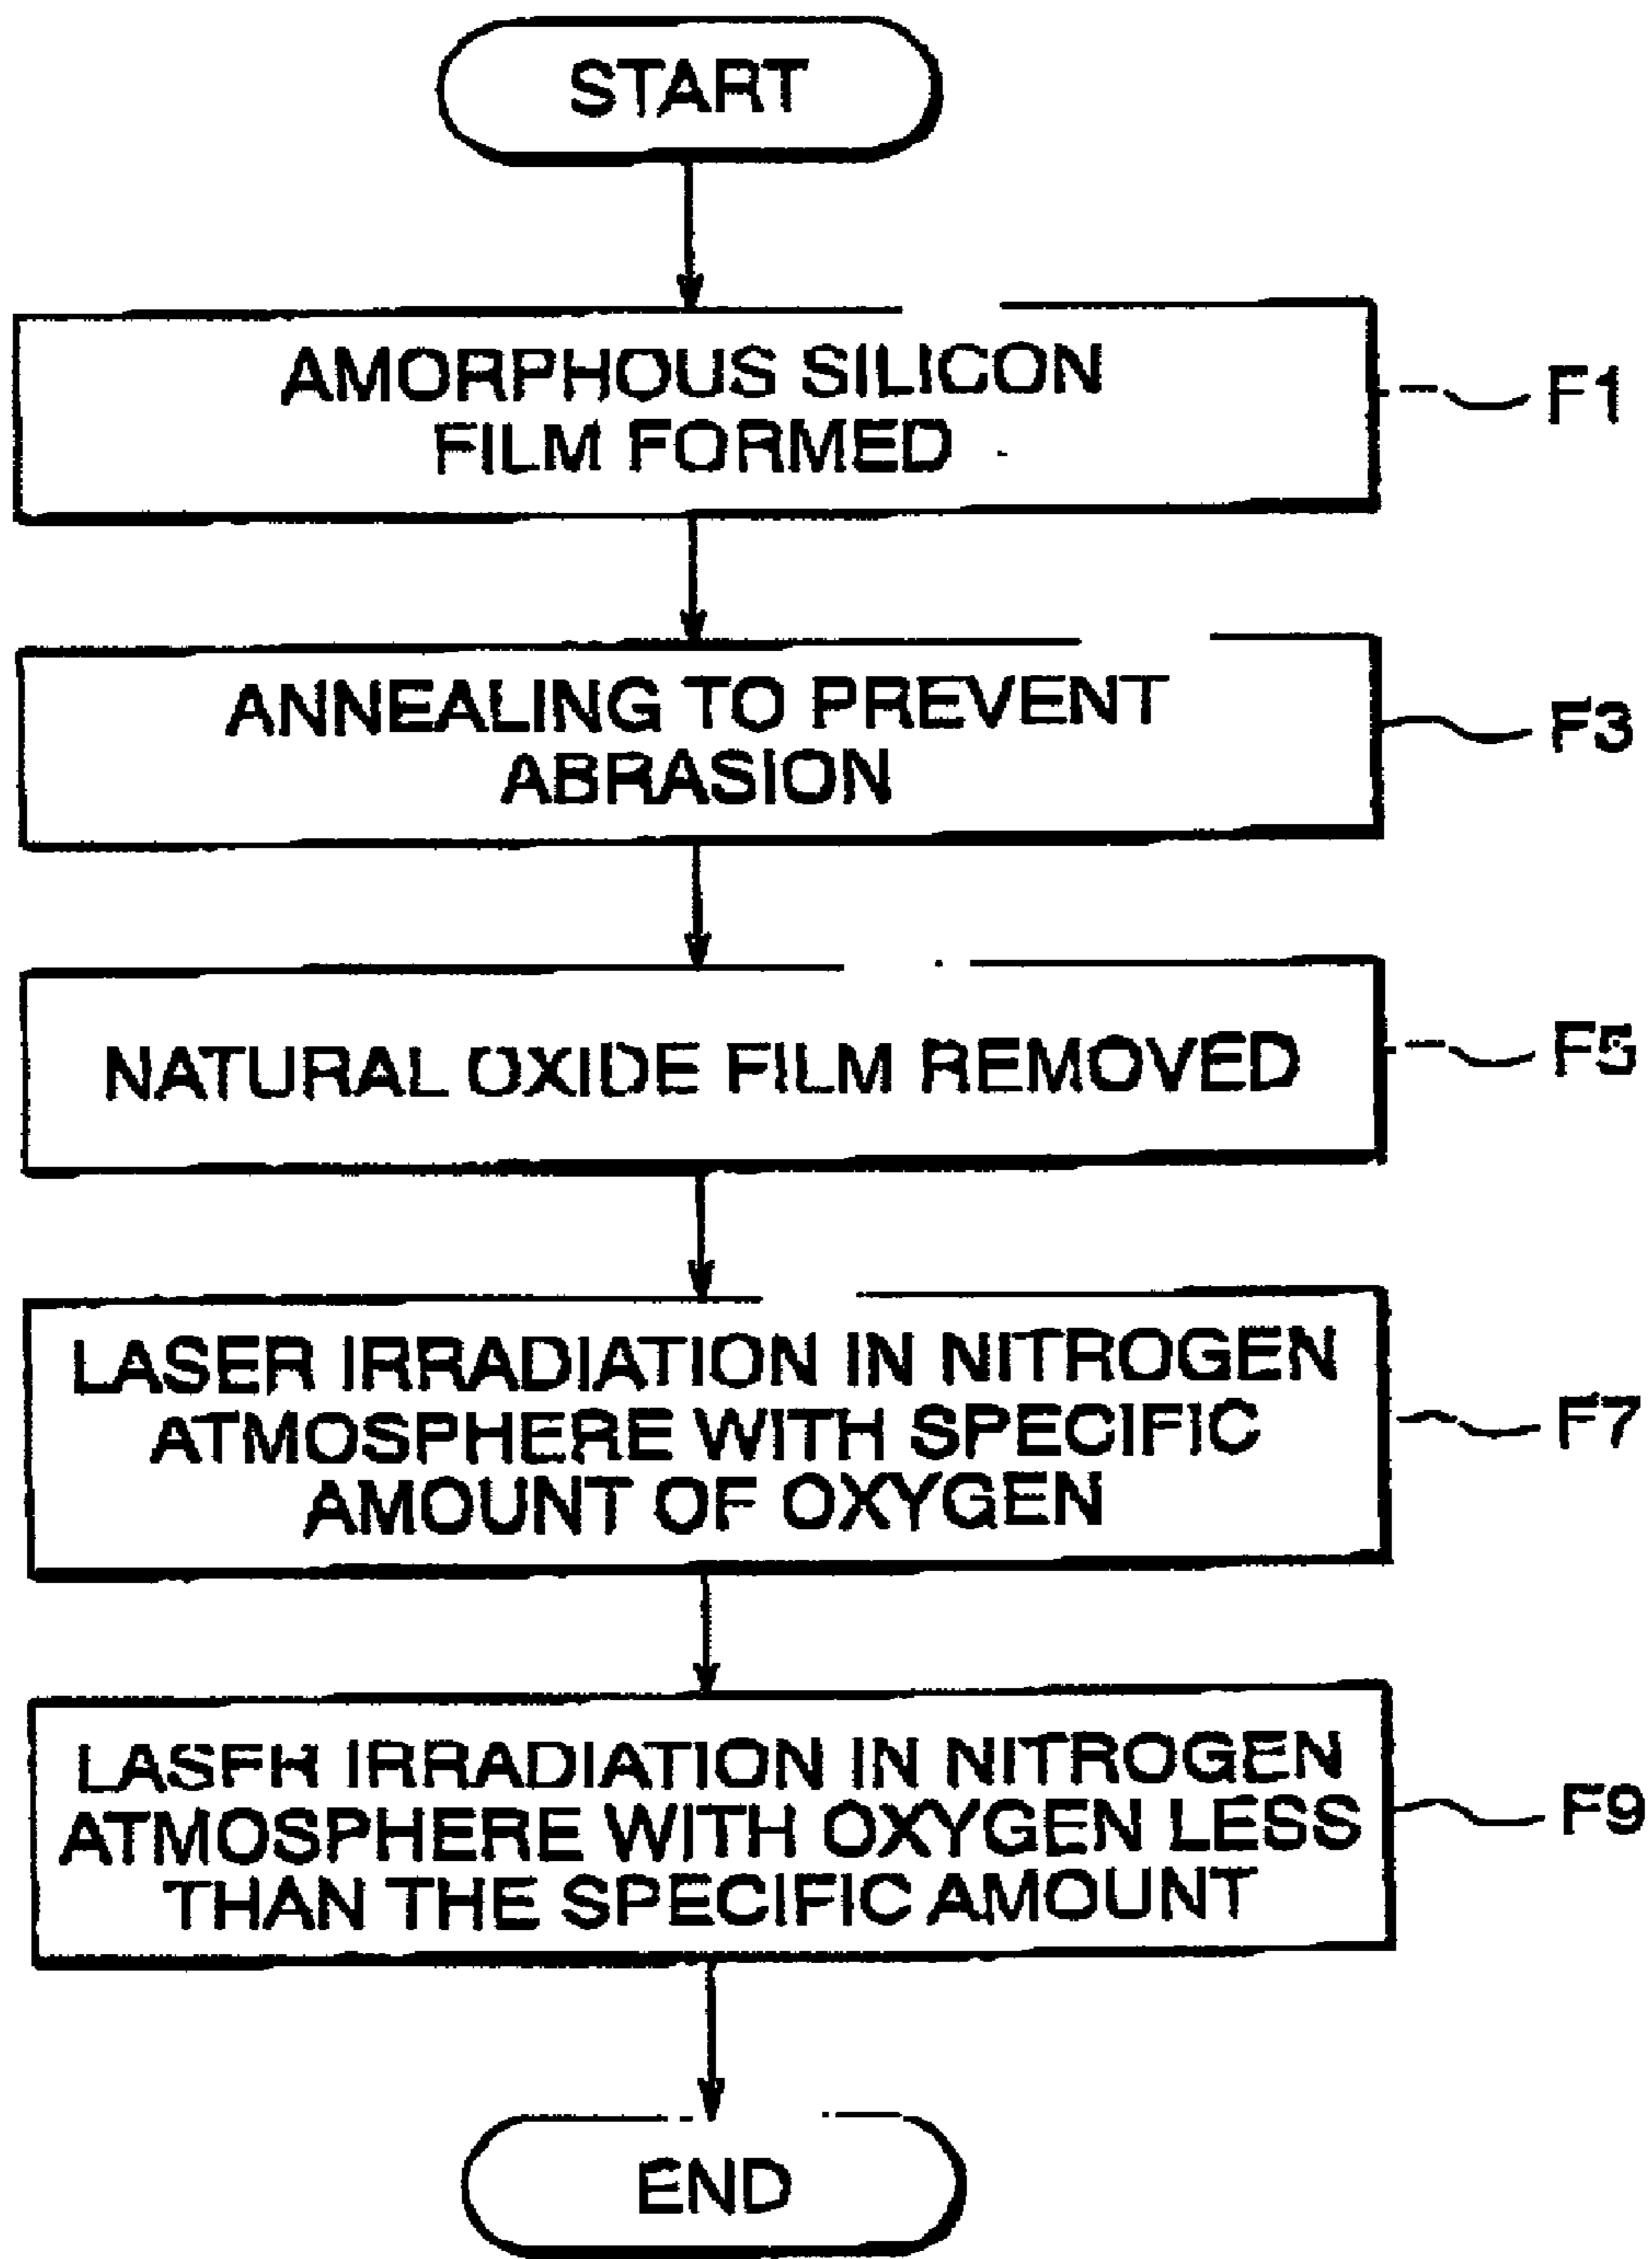 START
AMORPHOUS SILICON
FILM FORMED
F1
ANNEALING TO PREVENT
ABRASION
F3
NATURAL OXIDE FILM REMOVED
F5
LASER IRRADIATION IN NITROGEN
ATMOSPHERE WITH SPECIFIC
AMOUNT OF OXYGEN
F7
LASER IRRADIATION IN NITROGEN
ATMOSPHERE WITH OXYGEN LESS
THAN THE SPECIFIC AMOUNT
F9
END